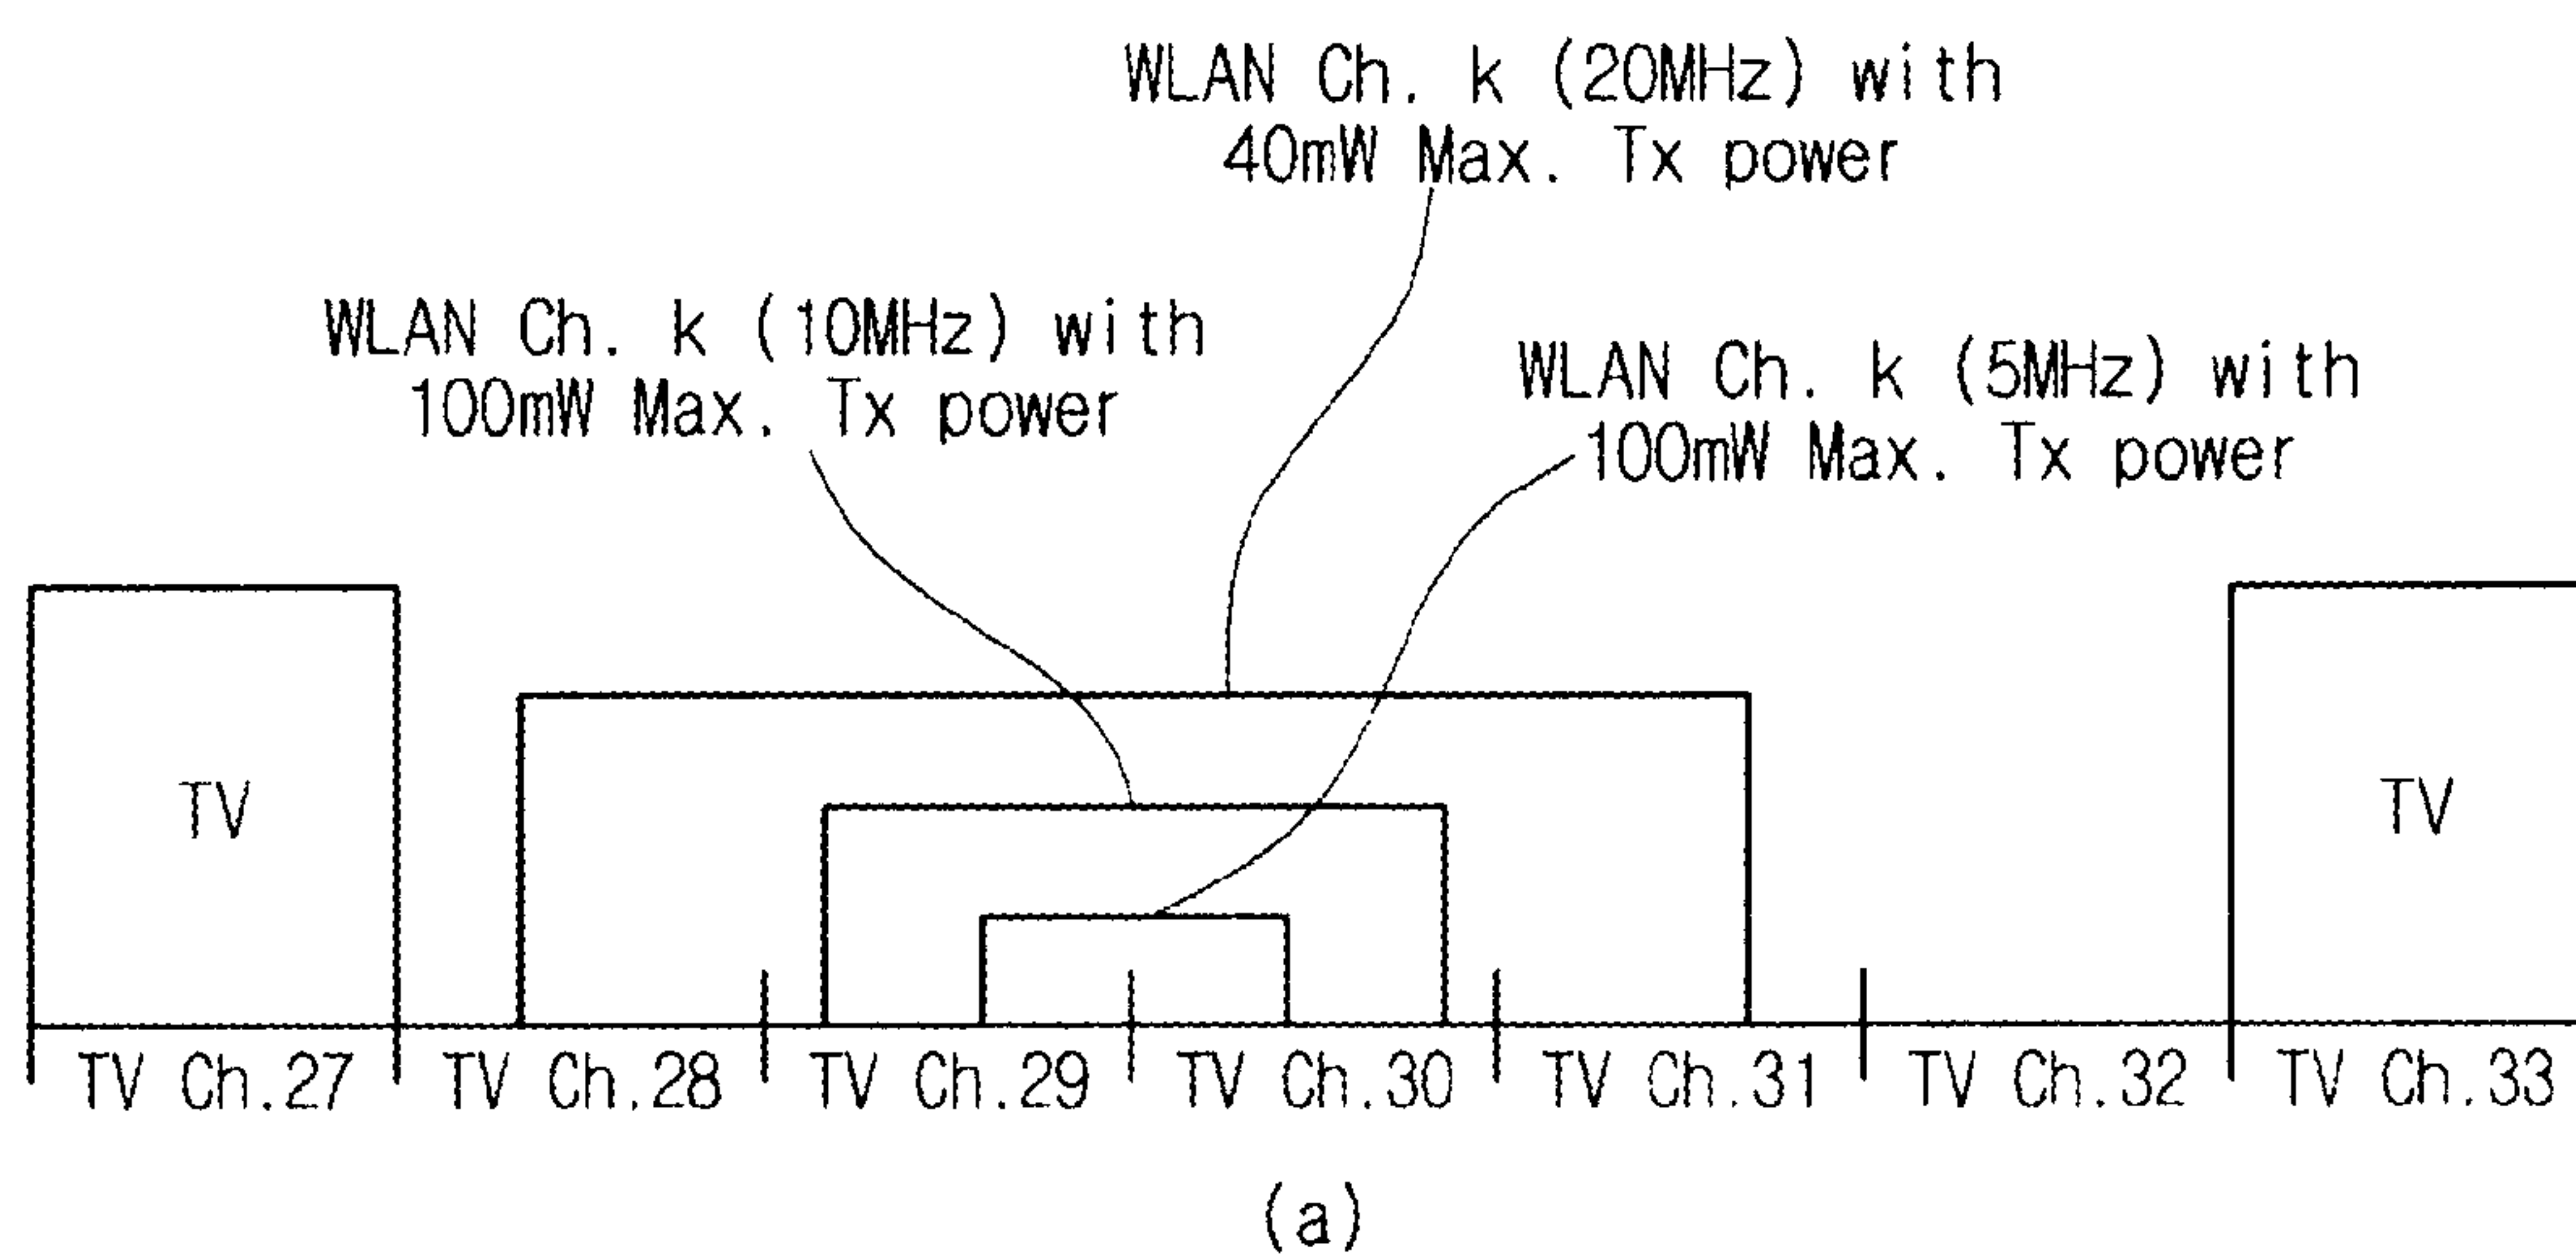 WLAN Ch. k (20MHz) with
40mW Max. Tx power
WLAN Ch. k (10MHz) with
100mW Max. Tx power
WLAN Ch. k (5MHz) with
100mW Max. Tx power
TV
TV
TV Ch.27
TV Ch.28
TV Ch.29
TV Ch.30
TV Ch.31
TV Ch.32
TV Ch.33
(a)